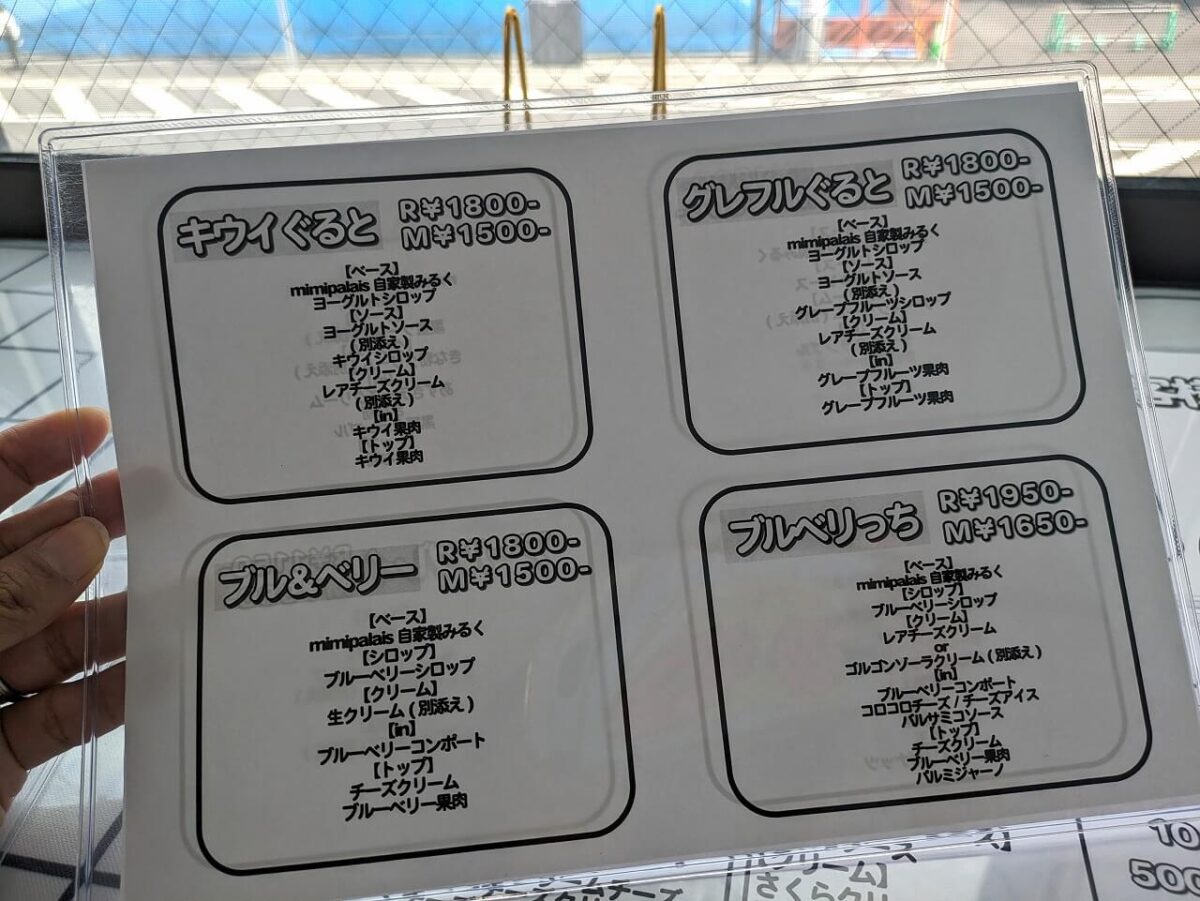 キウイぐると
R¥1800-
M¥1500-
【ベース】
mimipalais 自家製みるく
ヨーグルトシロップ
【ソース】
ヨーグルトソース
(別添え)
キウイシロップ
【クリーム】
レアチーズクリーム
(別添え)
【in】
キウイ果肉
【トップ】
キウイ果肉
グレフルぐると
R¥1800-
M¥1500-
【ベース】
mimipalais 自家製みるく
ヨーグルトシロップ
【ソース】
ヨーグルトソース
(別添え)
グレープフルーツシロップ
【クリーム】
レアチーズクリーム
(別添え)
【in】
グレープフルーツ果肉
【トップ】
グレープフルーツ果肉
ブル&ベリー
R¥1800-
M¥1500-
【ベース】
mimipalais 自家製みるく
【シロップ】
ブルーベリーシロップ
【クリーム】
生クリーム(別添え)
【in】
ブルーベリーコンポート
【トップ】
チーズクリーム
ブルーベリー果肉
ブルベリっち
R¥1950-
M¥1650-
【ベース】
mimipalais 自家製みるく
【シロップ】
ブルーベリーシロップ
【クリーム】
レアチーズクリーム
or
ゴルゴンゾーラクリーム(別添え)
【in】
ブルーベリーコンポート
コロコロチーズ/チーズアイス
バルサミコソース
【トップ】
チーズクリーム
ブルーベリー果肉
パルミジャーノ
クリーム】
さくらクリ
10
500